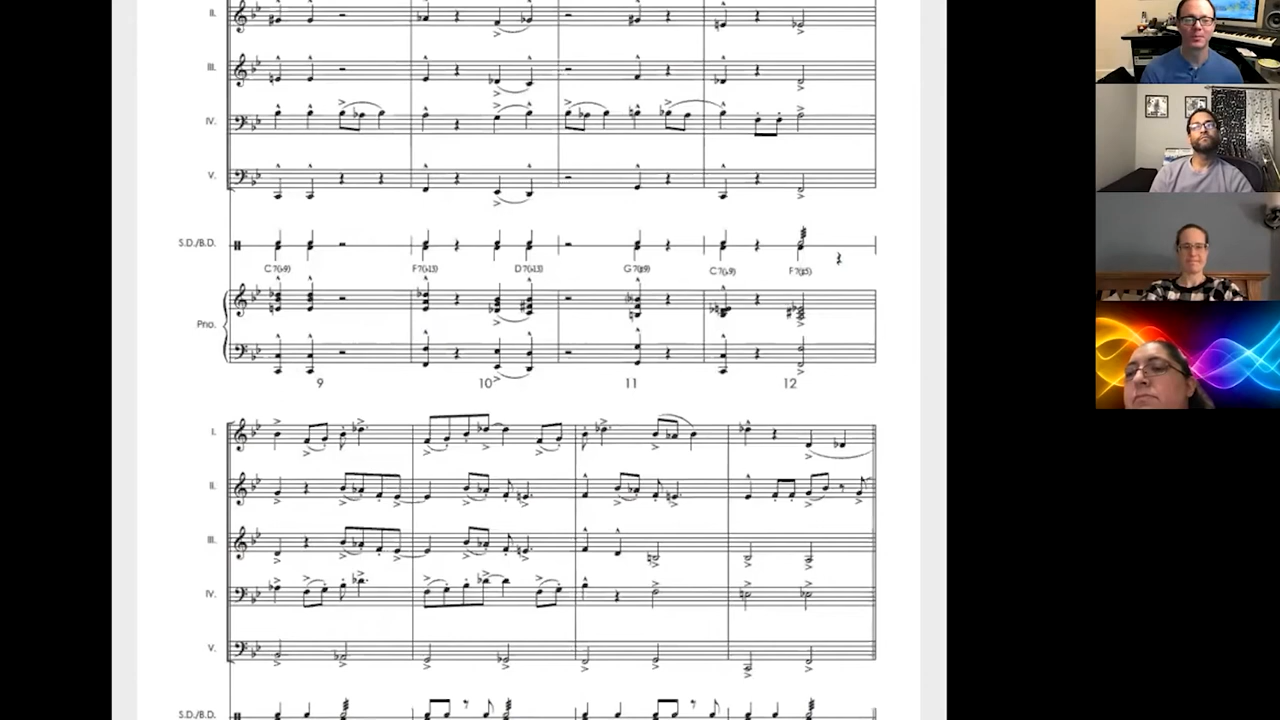 II.
III.
IV.
V.
S.D./B.D.
C7(♭9) F7(♭13) D7(♭13) G7(♯9) C7(♭9) F7(♯5)
Pno.
9 10 11 12
I.
II.
III.
IV.
V.
S.D./B.D.